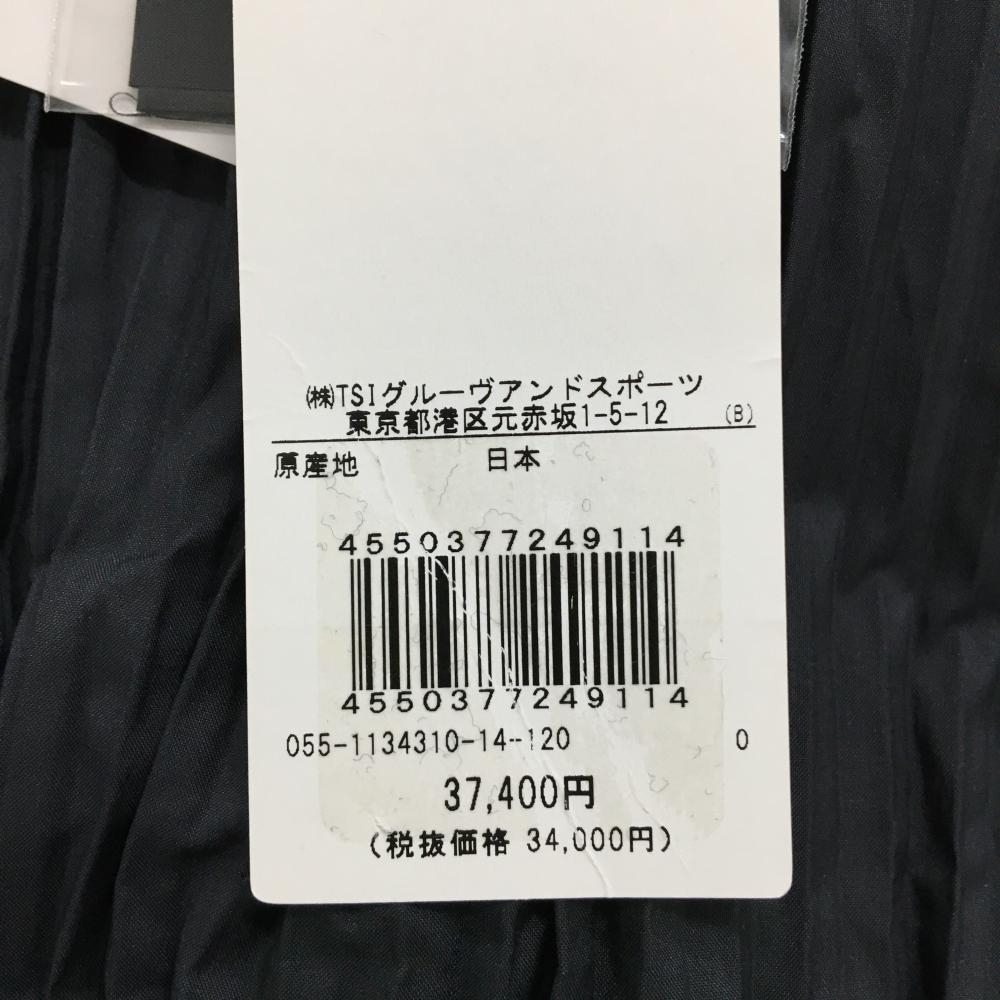 ㈱TSIグルーヴアンドスポーツ
東京都港区元赤坂1-5-12 (B)
原産地 日本
4550377249114
4550377249114
055-1134310-14-120 0
37,400円
(税抜価格 34,000円)